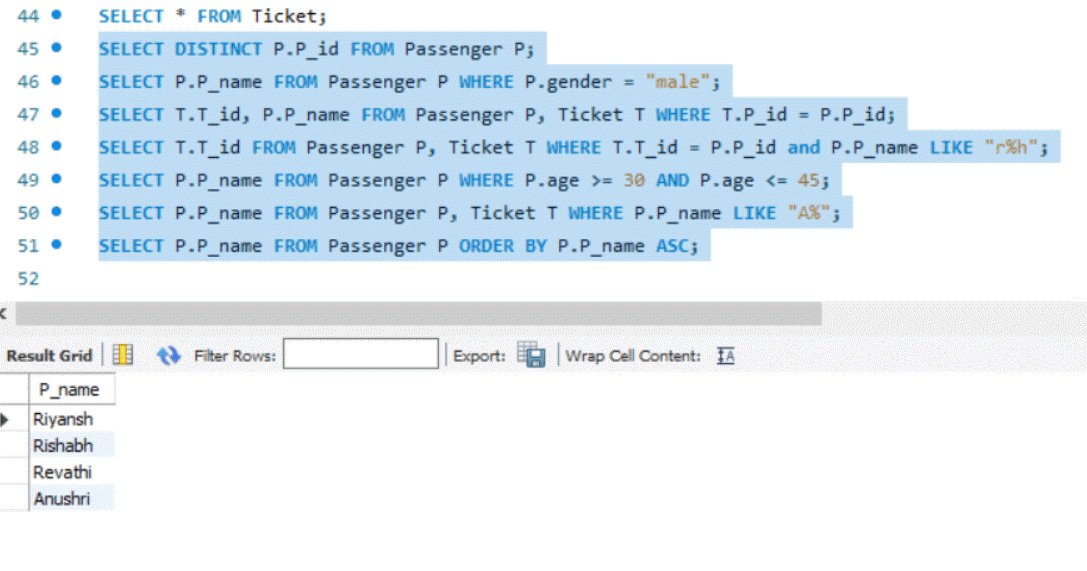 44 SELECT * FROM Ticket;
45 SELECT DISTINCT P.P_id FROM Passenger P;
46 SELECT P.P_name FROM Passenger P WHERE P.gender = "male";
47 SELECT T.T_id, P.P_name FROM Passenger P, Ticket T WHERE T.P_id = P.P_id;
48 SELECT T.T_id FROM Passenger P, Ticket T WHERE T.T_id = P.P_id and P.P_name LIKE "r%h";
49 SELECT P.P_name FROM Passenger P WHERE P.age >= 30 AND P.age <= 45;
50 SELECT P.P_name FROM Passenger P, Ticket T WHERE P.P_name LIKE "A%";
51 SELECT P.P_name FROM Passenger P ORDER BY P.P_name ASC;
52
Result Grid Filter Rows: Export: Wrap Cell Content: IA
P_name
Riyansh
Rishabh
Revathi
Anushri